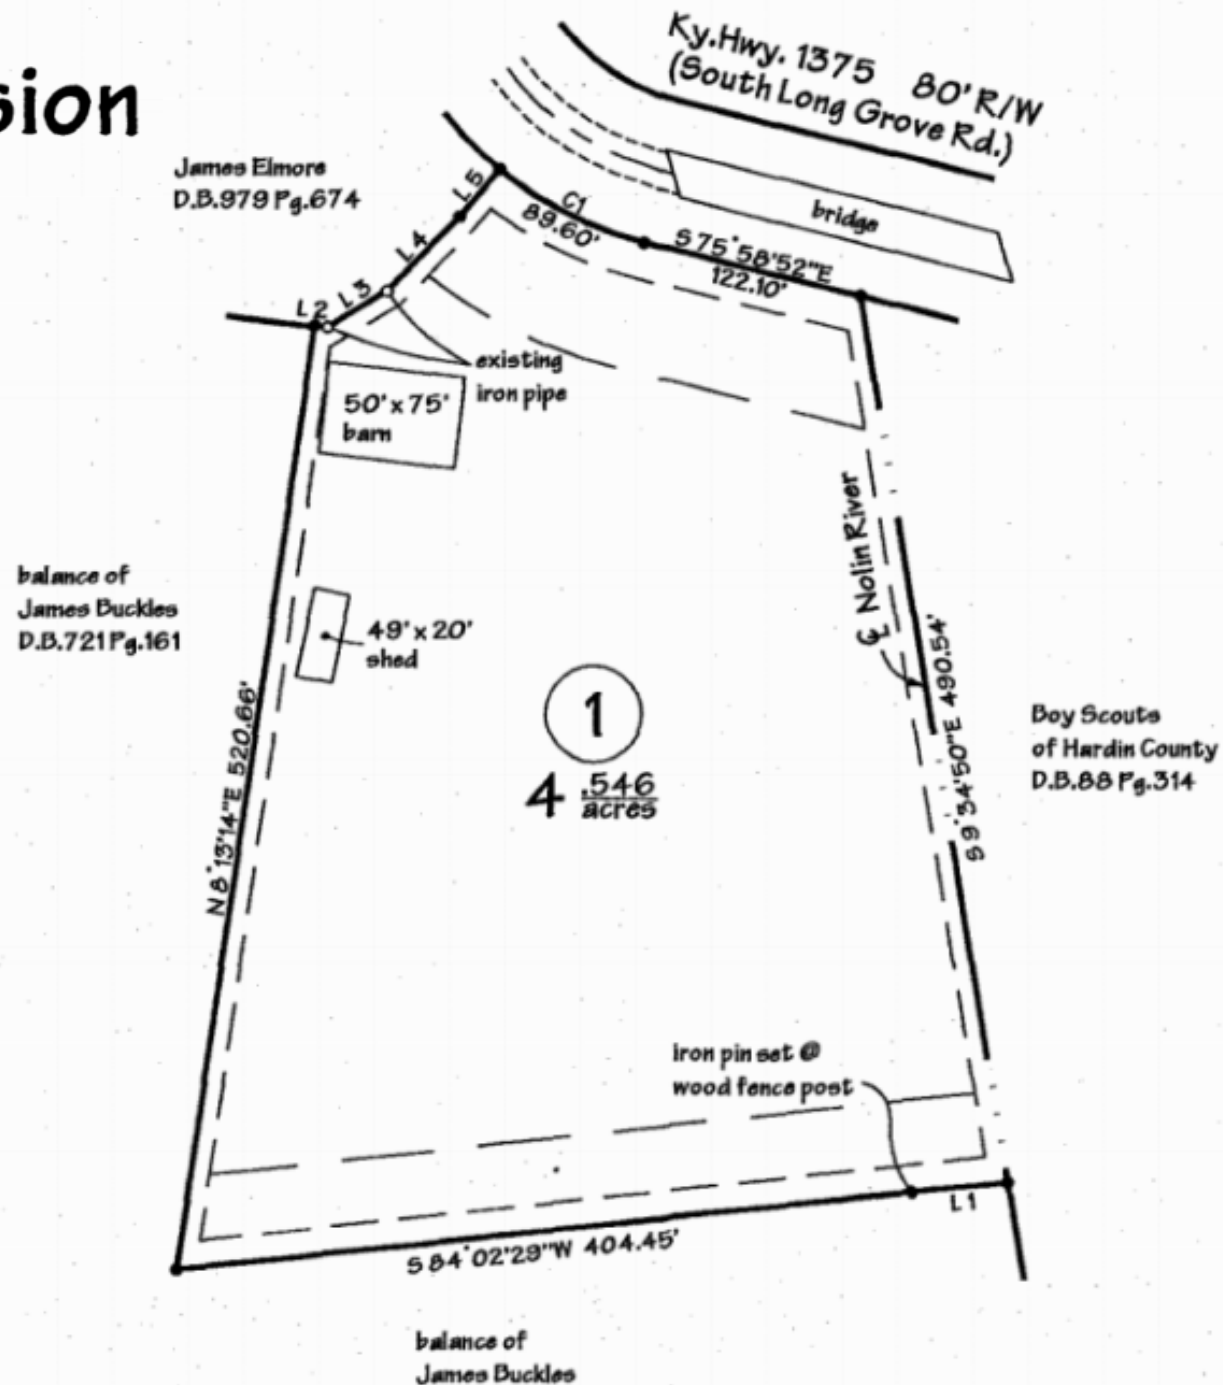 sion
Ky.Hwy. 1375 80' R/W
(South Long Grove Rd.)
James Elmore
D.B.979 Pg.674
bridge
L5
C1
89.60'
S 75°58'52"E
122.10'
L4
L3
L2
existing
iron pipe
50' x 75'
barn
℄ Nolin River
balance of
James Buckles
D.B.721 Pg.161
49' x 20'
shed
1
4 .546
acres
N 8°13'14"E 520.66'
S 9°34'50"E 490.54'
Boy Scouts
of Hardin County
D.B.88 Pg.314
iron pin set @
wood fence post
L1
S 84°02'29"W 404.45'
balance of
James Buckles